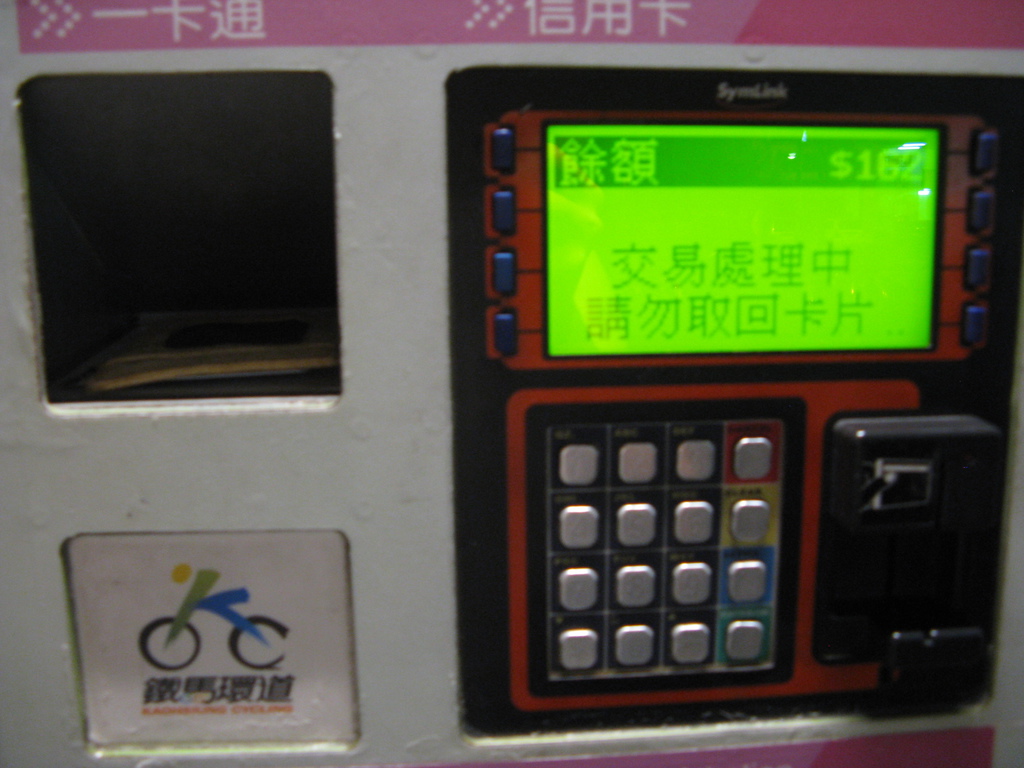 一卡通
信用卡
SymLink
餘額 $162
交易處理中
請勿取回卡片..
鐵馬環道
KAOHSIUNG CYCLING